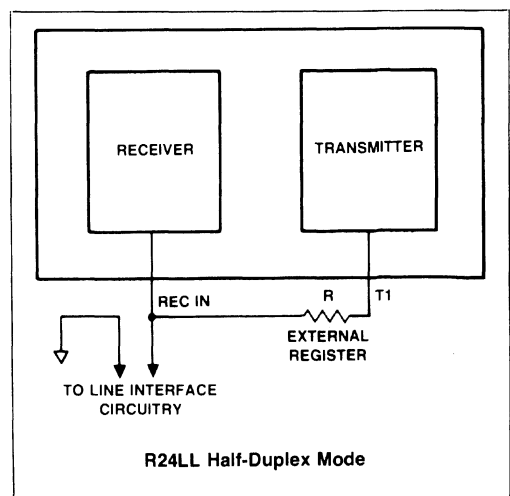 RECEIVER
TRANSMITTER
REC IN
R
T1
EXTERNAL
REGISTER
TO LINE INTERFACE
CIRCUITRY
R24LL Half-Duplex Mode